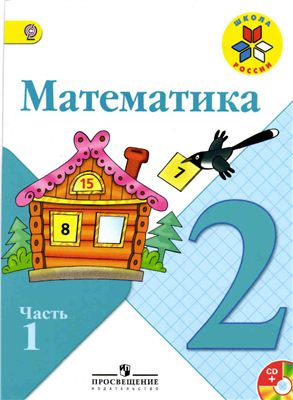 ШКОЛА
РОССИИ
Математика
15
7
8
2
Часть
1
ПРОСВЕЩЕНИЕ
ИЗДАТЕЛЬСТВО
CD
+